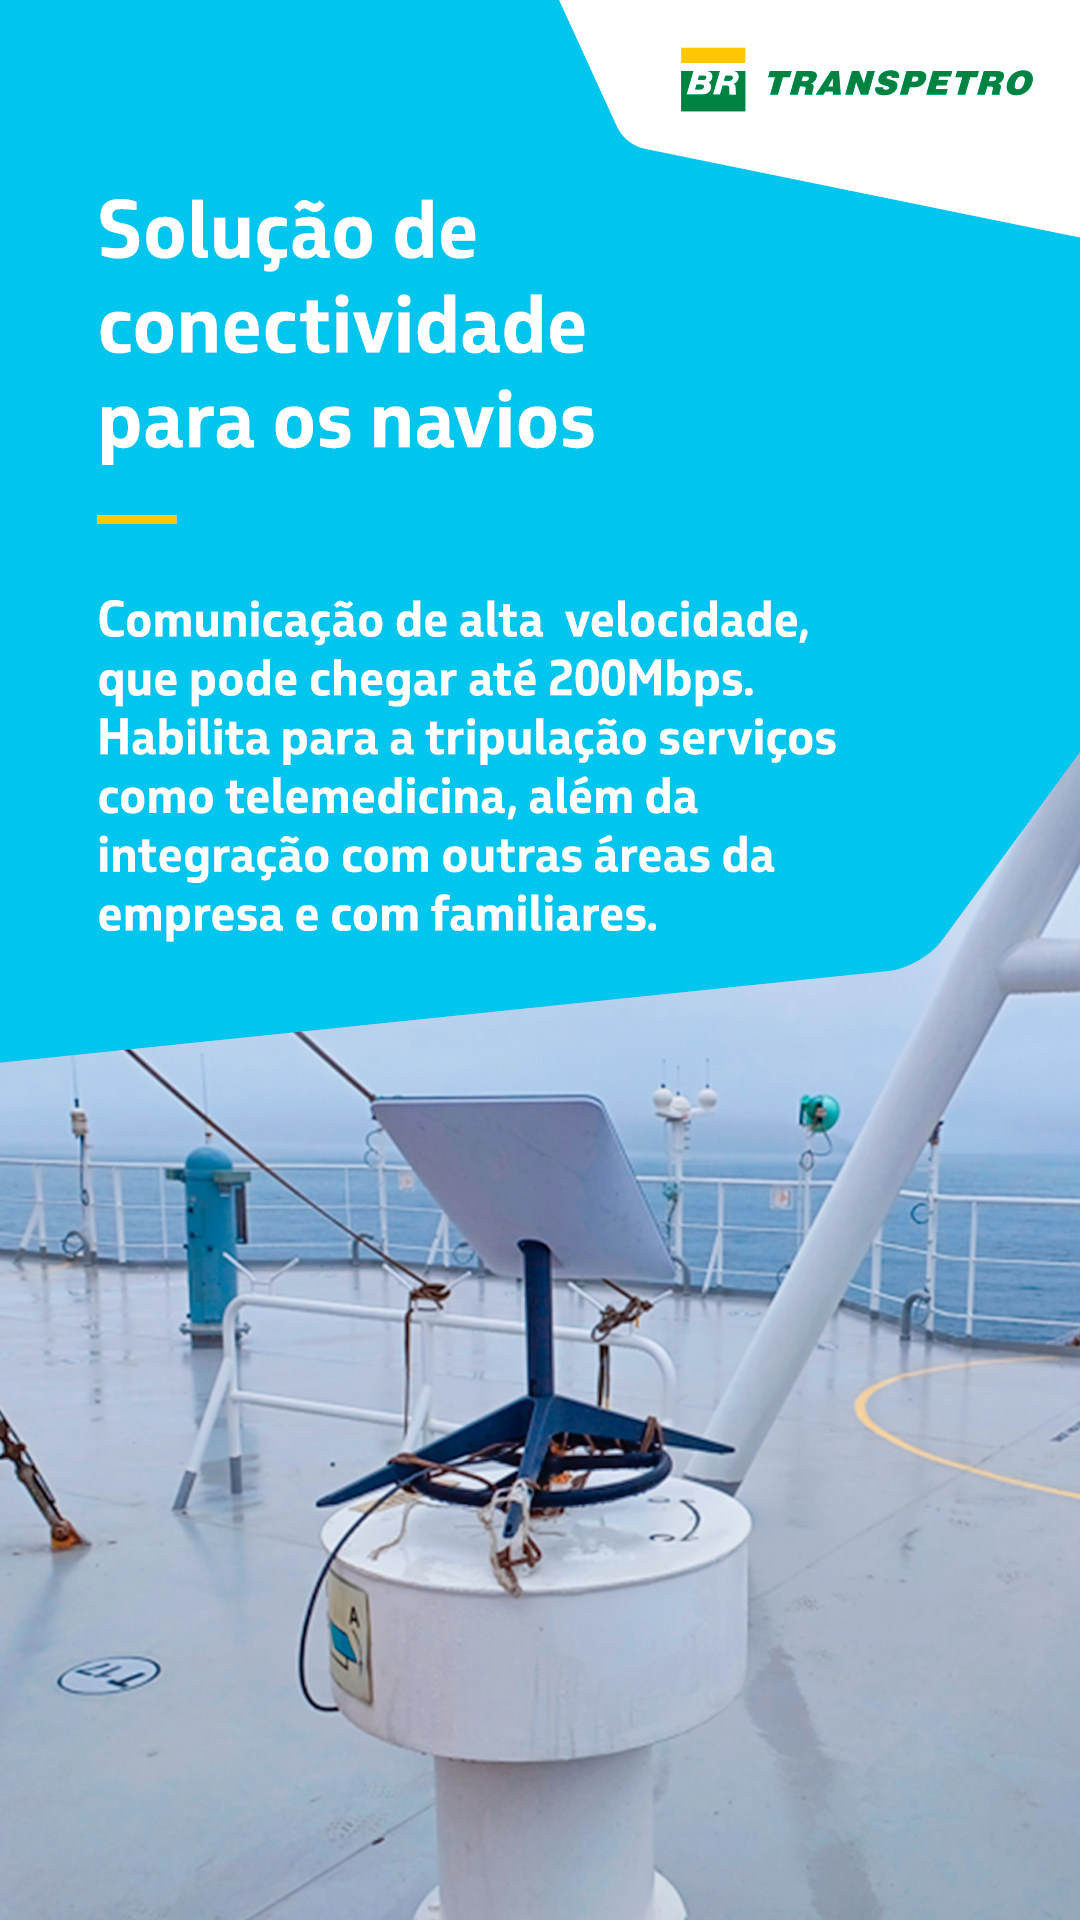 BR TRANSPETRO
Solução de
conectividade
para os navios
Comunicação de alta velocidade,
que pode chegar até 200Mbps.
Habilita para a tripulação serviços
como telemedicina, além da
integração com outras áreas da
empresa e com familiares.
A
T17